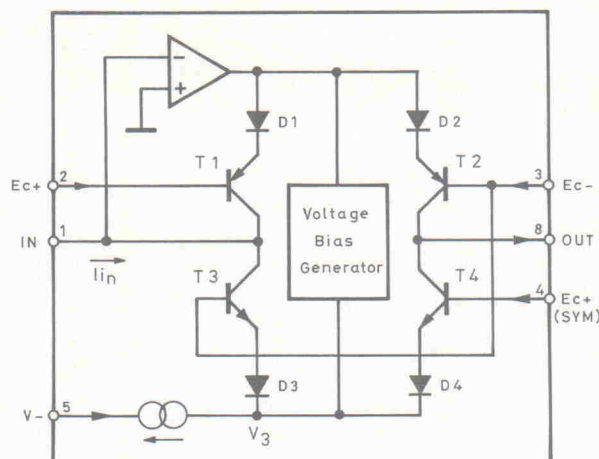 −
+
D1
D2
T1
T2
2
3
Ec+
Ec-
1
Voltage
Bias
Generator
8
IN
OUT
Iin
T3
T4
4
Ec+
(SYM)
D3
D4
5
V-
V3